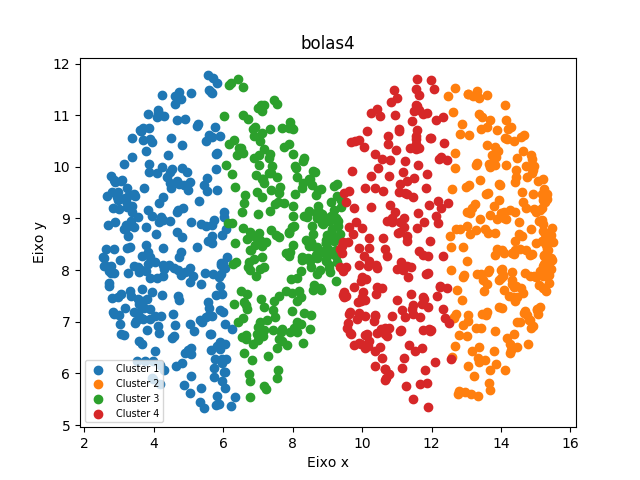 bolas4
Eixo y
12
11
10
9
8
7
6
5
Cluster 1
Cluster 2
Cluster 3
Cluster 4
2 4 6 8 10 12 14 16
Eixo x